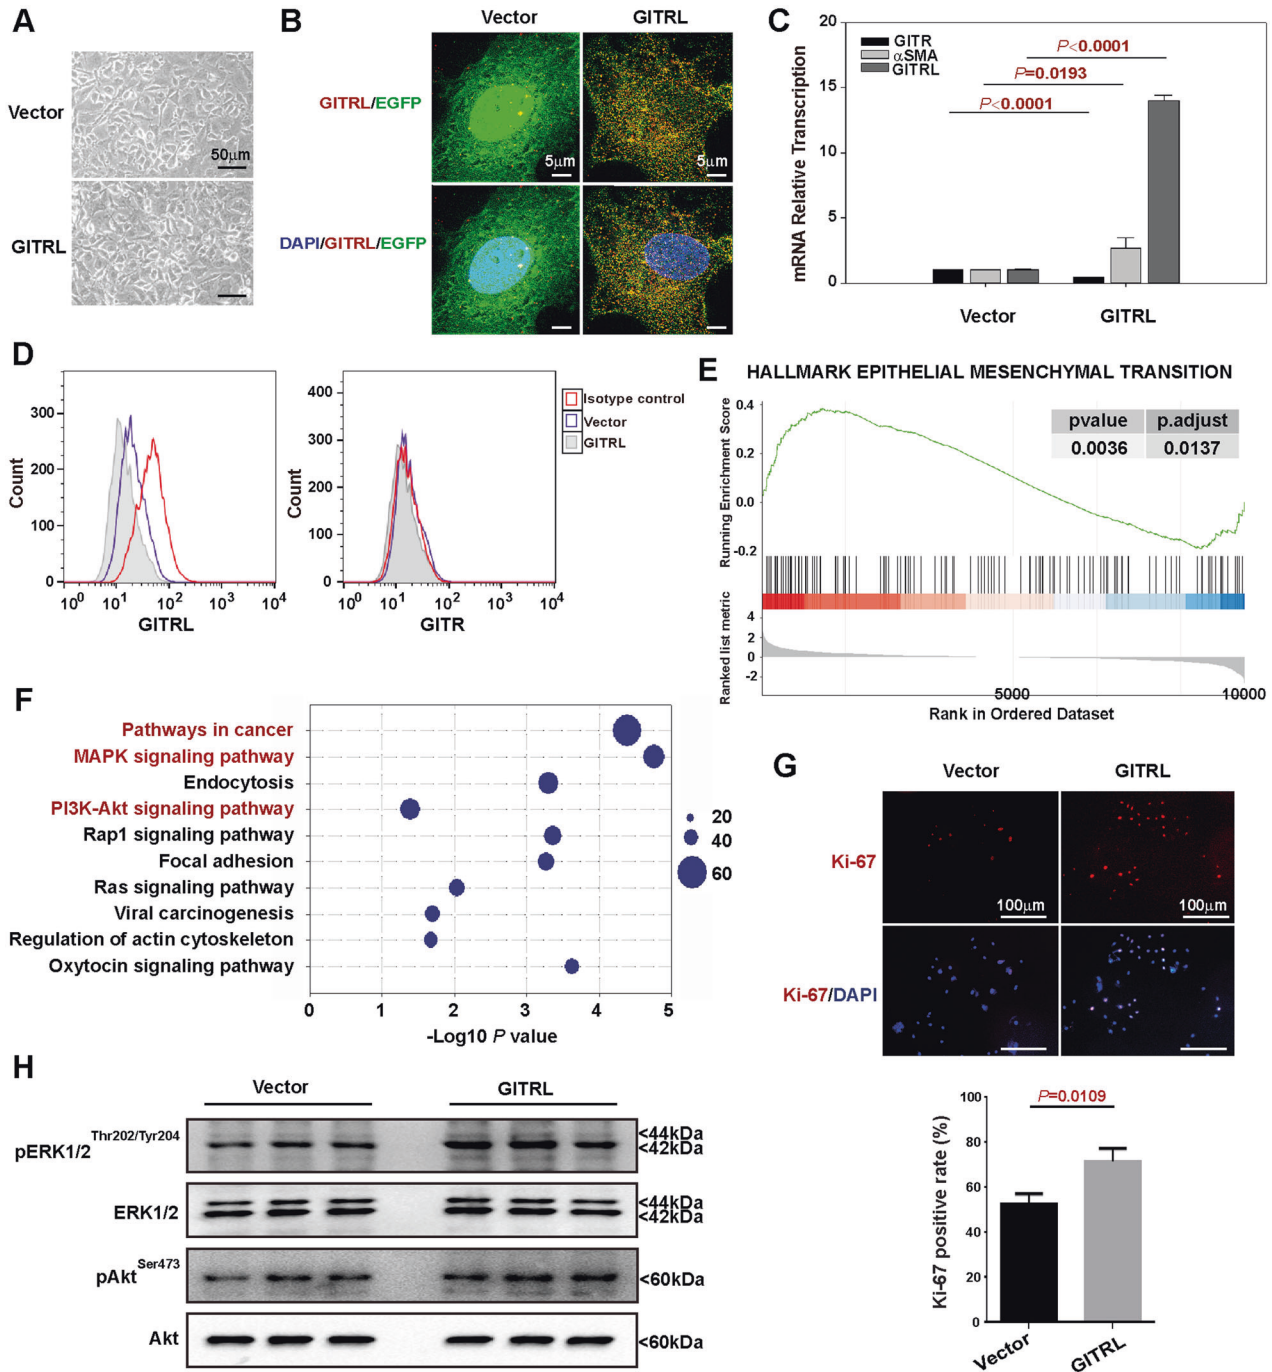 A
Vector
50μm
GITRL
B
Vector GITRL
GITRL/EGFP
5μm 5μm
DAPI/GITRL/EGFP
C
mRNA Relative Transcription
20
15
10
5
0
GITR
αSMA
GITRL
P<0.0001
P=0.0193
P<0.0001
Vector GITRL
D
Count
300
200
100
0
10^0 10^1 10^2 10^3 10^4
GITRL
Count
400
300
200
100
0
10^0 10^1 10^2 10^3 10^4
GITR
Isotype control
Vector
GITRL
E
HALLMARK EPITHELIAL MESENCHYMAL TRANSITION
Running Enrichment Score
0.4
0.2
0.0
-0.2
pvalue p.adjust
0.0036 0.0137
Ranked list metric
4
2
0
-2
5000 10000
Rank in Ordered Dataset
F
Pathways in cancer
MAPK signaling pathway
Endocytosis
PI3K-Akt signaling pathway
Rap1 signaling pathway
Focal adhesion
Ras signaling pathway
Viral carcinogenesis
Regulation of actin cytoskeleton
Oxytocin signaling pathway
0 1 2 3 4 5
-Log10 P value
20
40
60
G
Vector GITRL
Ki-67
100μm 100μm
Ki-67/DAPI
Ki-67 positive rate (%)
100
80
60
40
20
0
P=0.0109
Vector GITRL
H
Vector GITRL
pERK1/2 Thr202/Tyr204
<44kDa
<42kDa
ERK1/2
<44kDa
<42kDa
pAkt Ser473
<60kDa
Akt
<60kDa